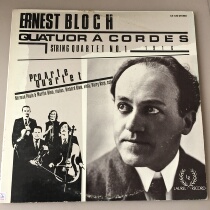 ERNEST BLOCH
QUATUOR A CORDES
STRING QUARTET NO. 1 · 1916
pro arte
Quartet
LAUREL RECORD